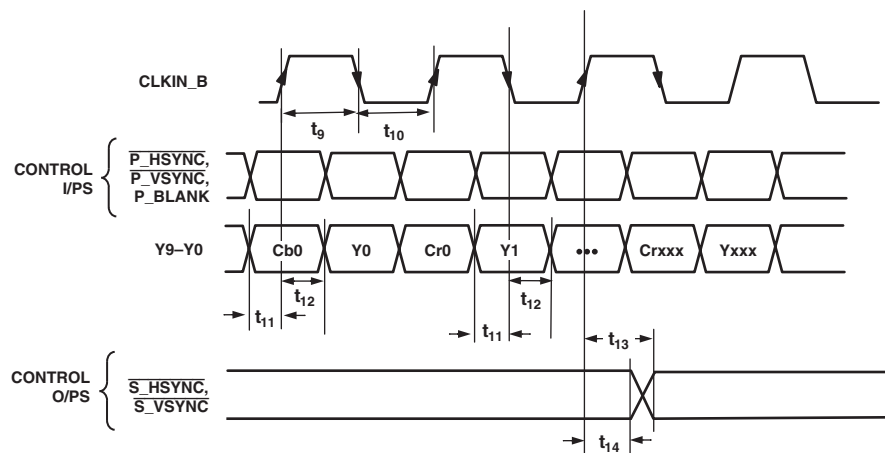 CLKIN_B
t9
t10
CONTROL
I/PS
P_HSYNC,
P_VSYNC,
P_BLANK
Y9–Y0
Cb0
Y0
Cr0
Y1
•••
Crxxx
Yxxx
t12
t12
t11
t11
t13
CONTROL
O/PS
S_HSYNC,
S_VSYNC
t14